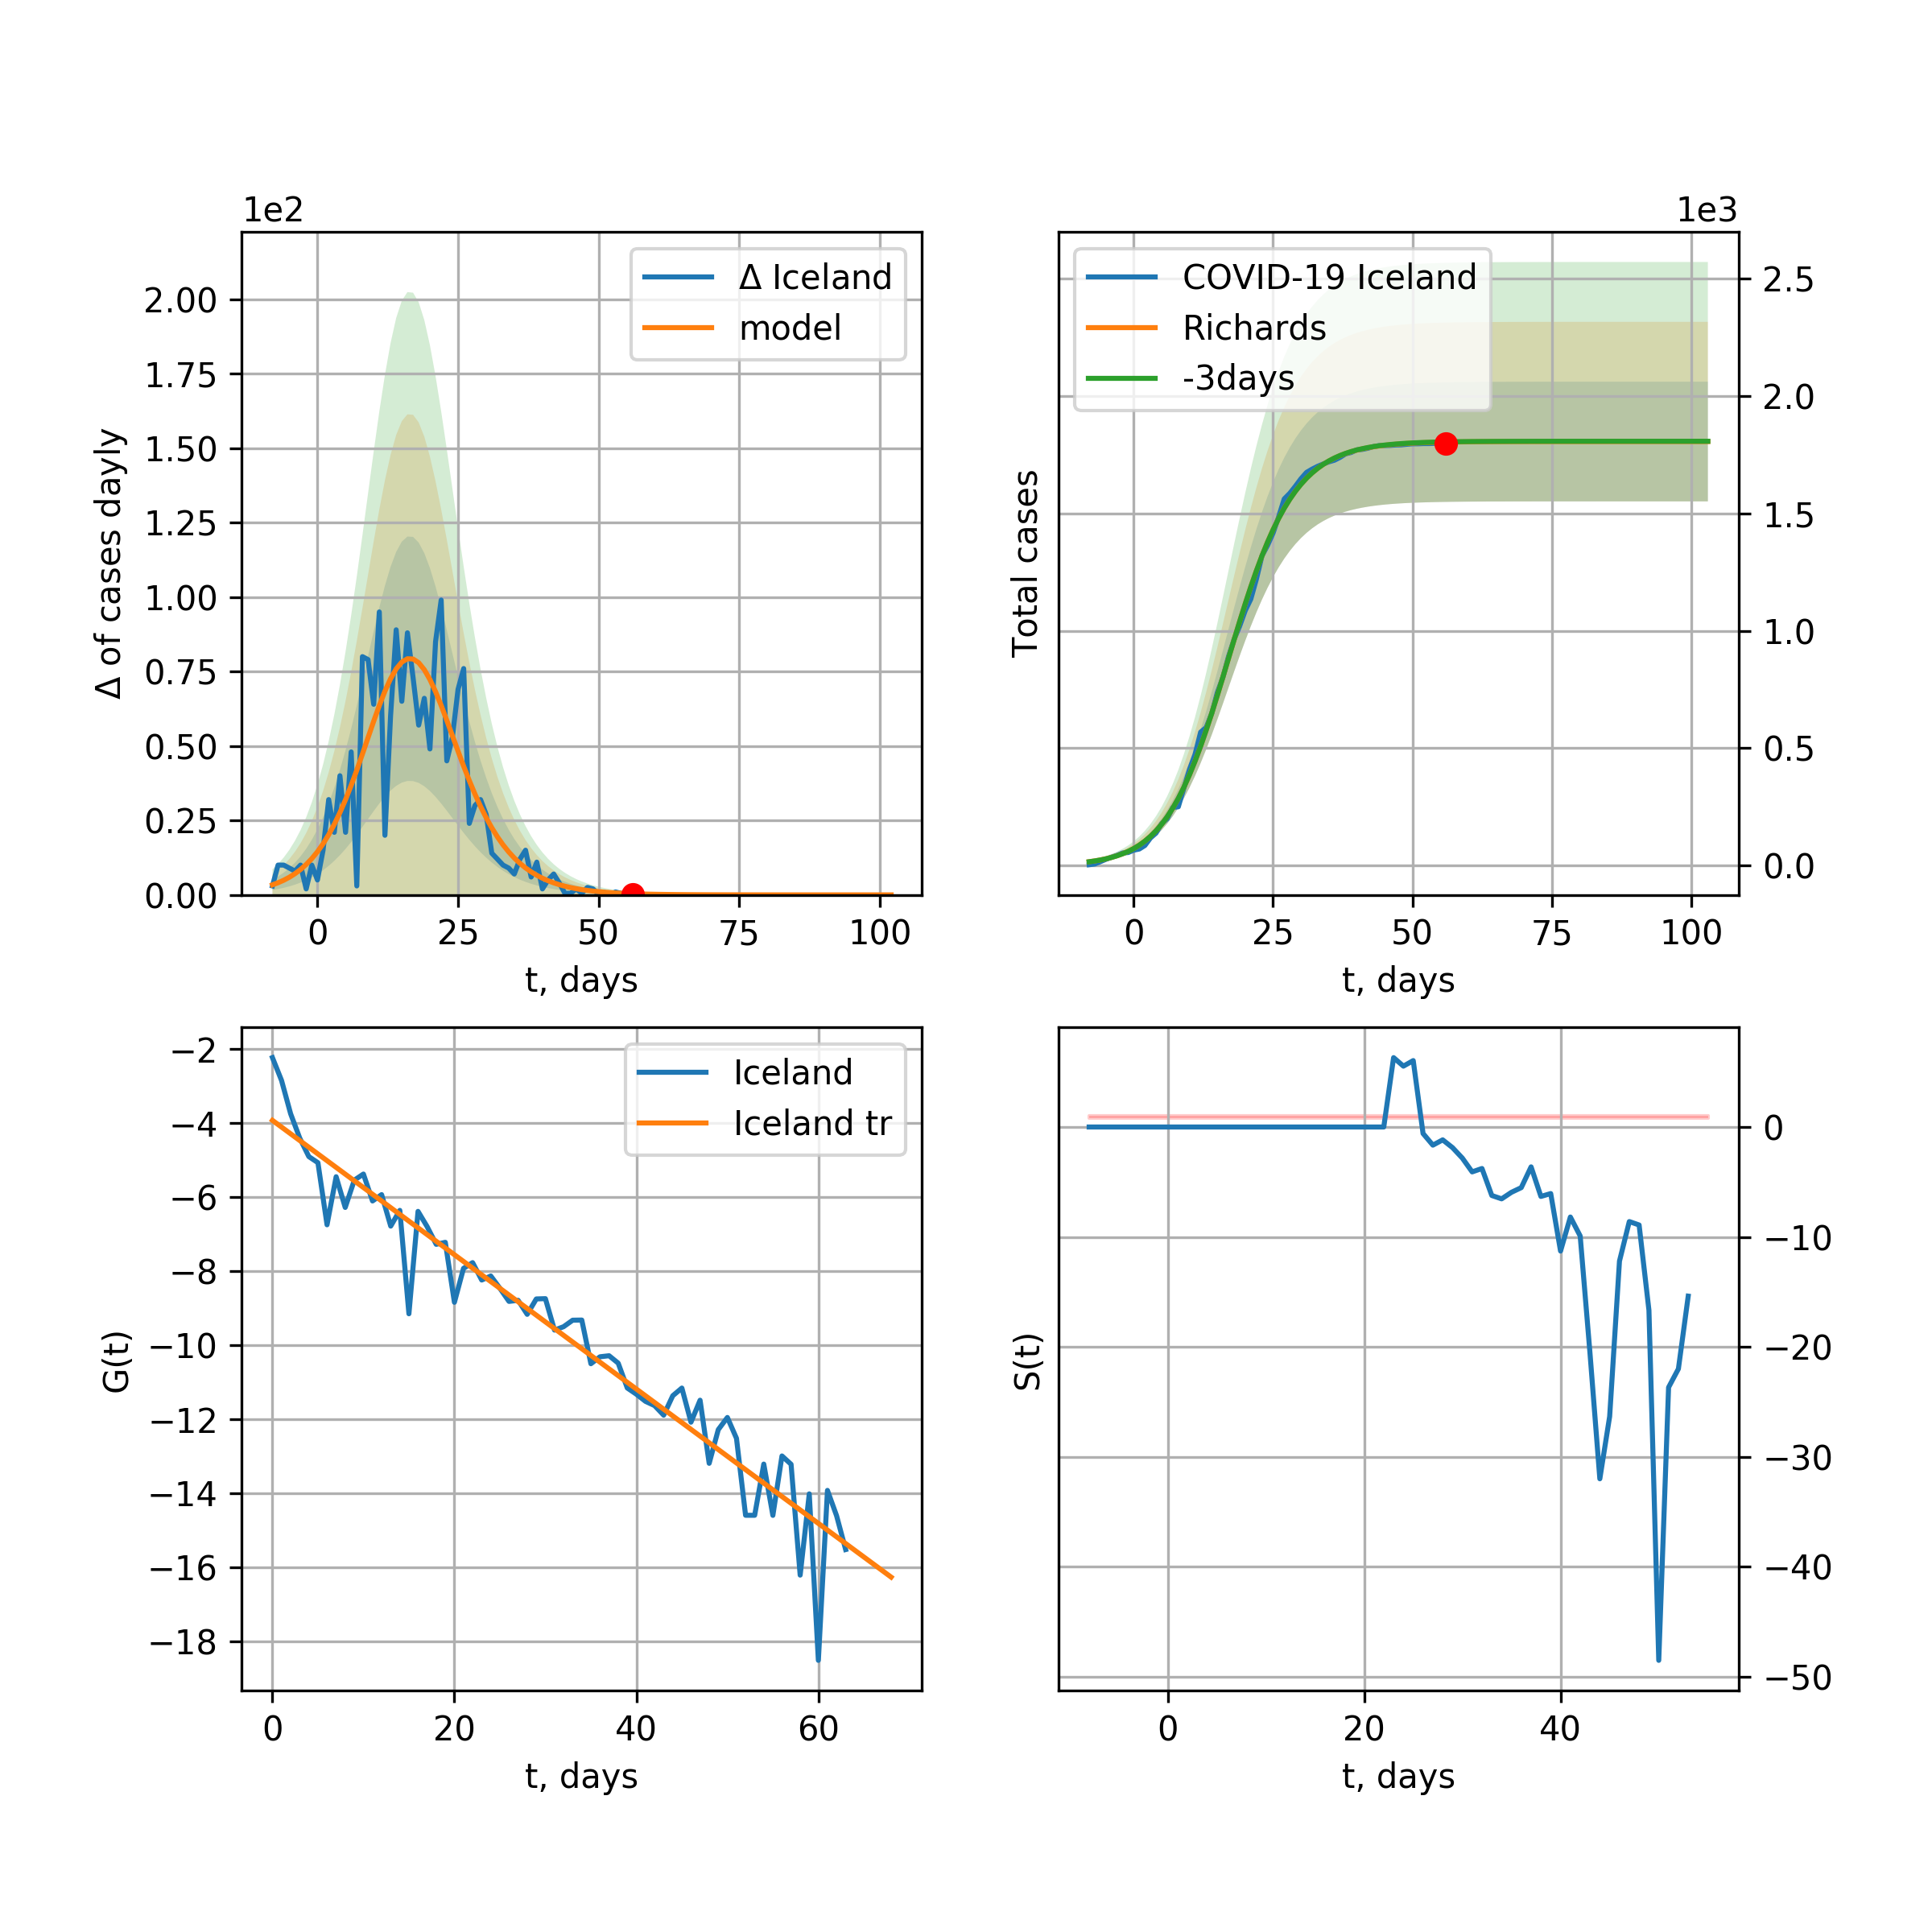 1e2
Δ Iceland
model
2.00
1.75
1.50
1.25
1.00
0.75
0.50
0.25
0.00
Δ of cases dayly
0 25 50 75 100
t, days
1e3
COVID-19 Iceland
Richards
-3days
2.5
2.0
1.5
1.0
0.5
0.0
Total cases
0 25 50 75 100
t, days
Iceland
Iceland tr
−2
−4
−6
−8
−10
−12
−14
−16
−18
G(t)
0 20 40 60
t, days
0
−10
−20
−30
−40
−50
S(t)
0 20 40
t, days